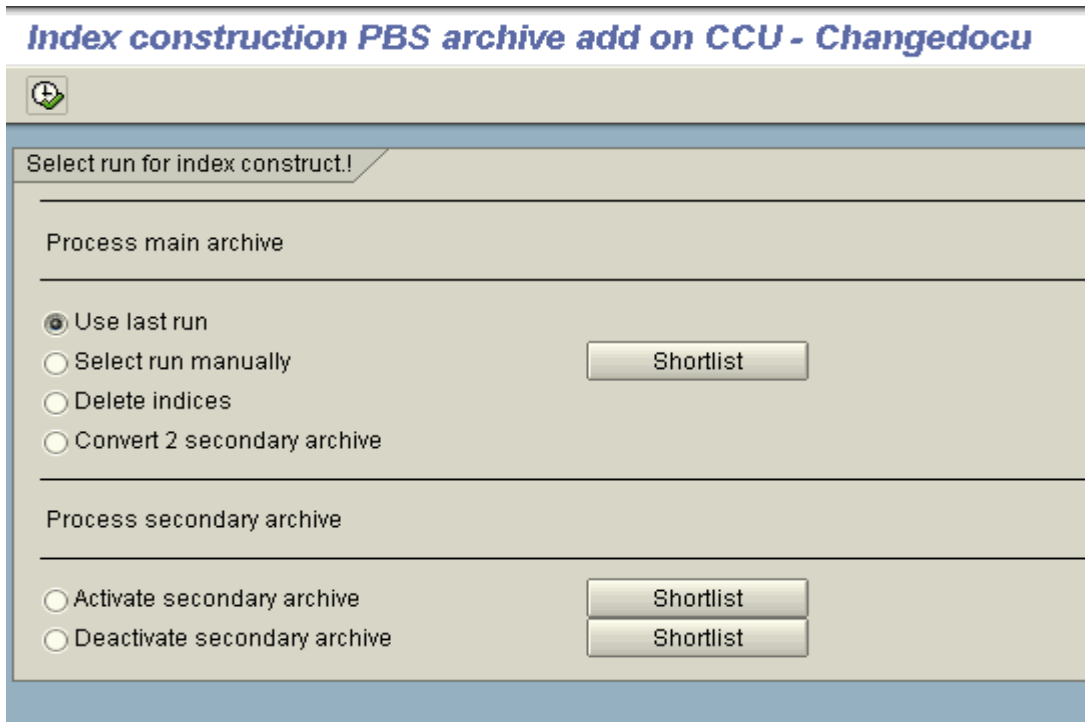 Index construction PBS archive add on CCU - Changedocu
Select run for index construct.!
Process main archive
Use last run
Select run manually Shortlist
Delete indices
Convert 2 secondary archive
Process secondary archive
Activate secondary archive Shortlist
Deactivate secondary archive Shortlist